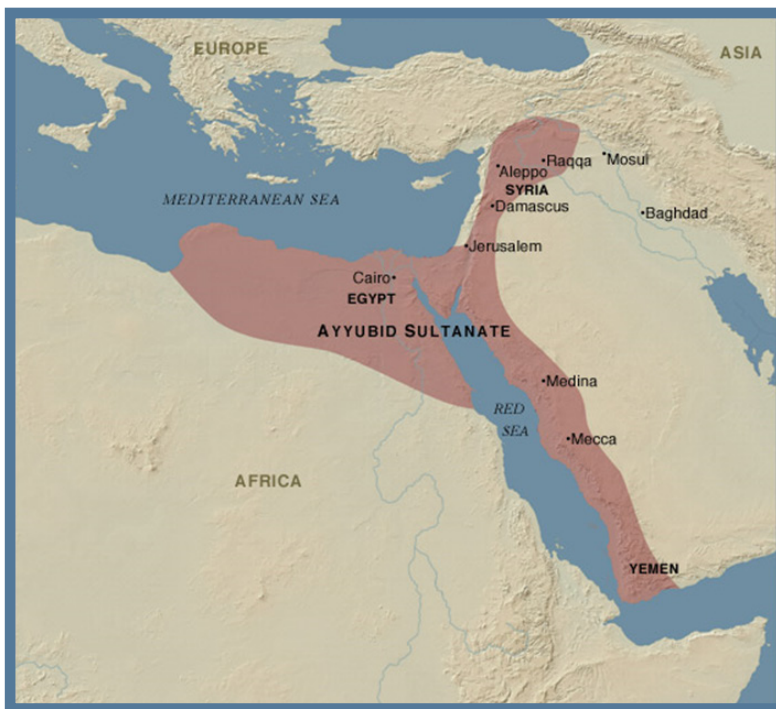 EUROPE
ASIA
Raqqa
Mosul
Aleppo
SYRIA
MEDITERRANEAN SEA
Damascus
Baghdad
Jerusalem
Cairo
EGYPT
AYYUBID SULTANATE
Medina
RED
SEA
Mecca
AFRICA
YEMEN